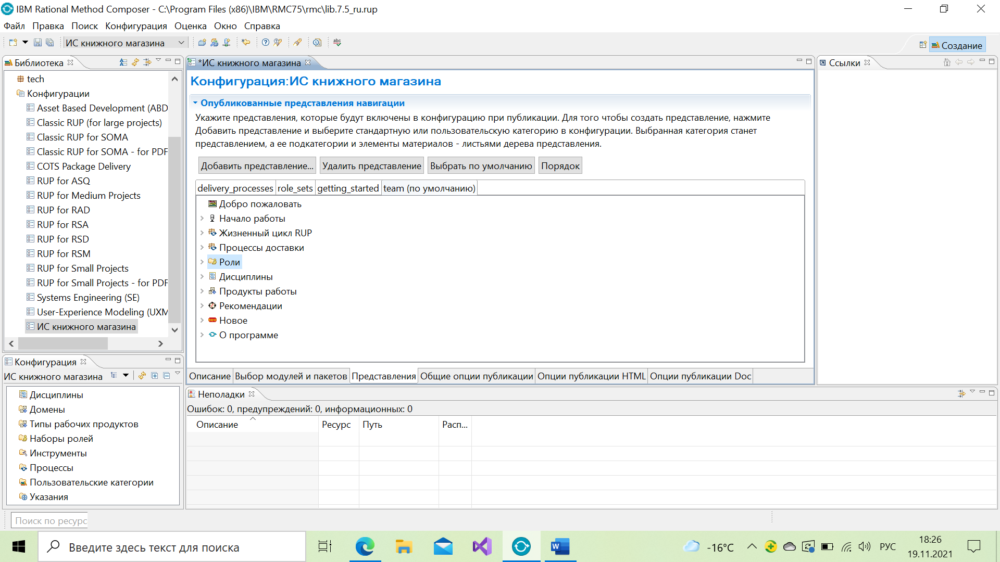 IBM Rational Method Composer - C:\Program Files (x86)\IBM\RMC75\rmc\lib.7.5_ru.rup
Файл Правка Поиск Конфигурация Оценка Окно Справка
ИС книжного магазина
abc
Создание
Библиотека
tech
Конфигурации
Asset Based Development (ABD
Classic RUP (for large projects)
Classic RUP for SOMA
Classic RUP for SOMA - for PDF
COTS Package Delivery
RUP for ASQ
RUP for Medium Projects
RUP for RAD
RUP for RSA
RUP for RSD
RUP for RSM
RUP for Small Projects
RUP for Small Projects - for PDF
Systems Engineering (SE)
User-Experience Modeling (UXM
ИС книжного магазина
*ИС книжного магазина
Конфигурация:ИС книжного магазина
Опубликованные представления навигации
Укажите представления, которые будут включены в конфигурацию при публикации. Для того чтобы создать представление, нажмите
Добавить представление и выберите стандартную или пользовательскую категорию в конфигурации. Выбранная категория станет
представлением, а ее подкатегории и элементы материалов - листьями дерева представления.
Добавить представление... Удалить представление Выбрать по умолчанию Порядок
delivery_processes role_sets getting_started team (по умолчанию)
Добро пожаловать
Начало работы
Жизненный цикл RUP
Процессы доставки
Роли
Дисциплины
Продукты работы
Рекомендации
new Новое
О программе
Описание Выбор модулей и пакетов Представления Общие опции публикации Опции публикации HTML Опции публикации Doc
Ссылки
Конфигурация
ИС книжного магазина
Дисциплины
Домены
Типы рабочих продуктов
Наборы ролей
Инструменты
Процессы
Пользовательские категории
Указания
Неполадки
Ошибок: 0, предупреждений: 0, информационных: 0
Описание Ресурс Путь Расп...
Поиск по ресурс
Введите здесь текст для поиска
W
-16°C
РУС
18:26
19.11.2021